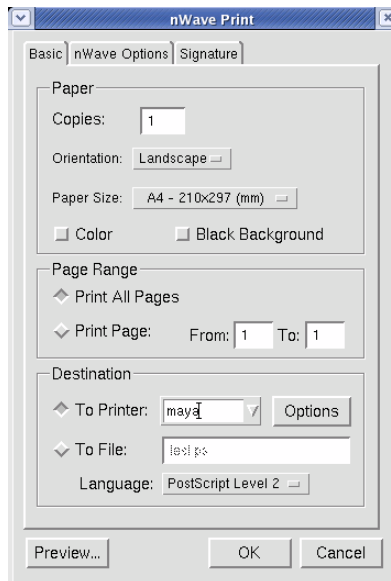 nWave Print
Basic nWave Options Signature
Paper
Copies: 1
Orientation: Landscape
Paper Size: A4 - 210x297 (mm)
Color Black Background
Page Range
Print All Pages
Print Page: From: 1 To: 1
Destination
To Printer: maya Options
To File:
Language: PostScript Level 2
Preview... OK Cancel